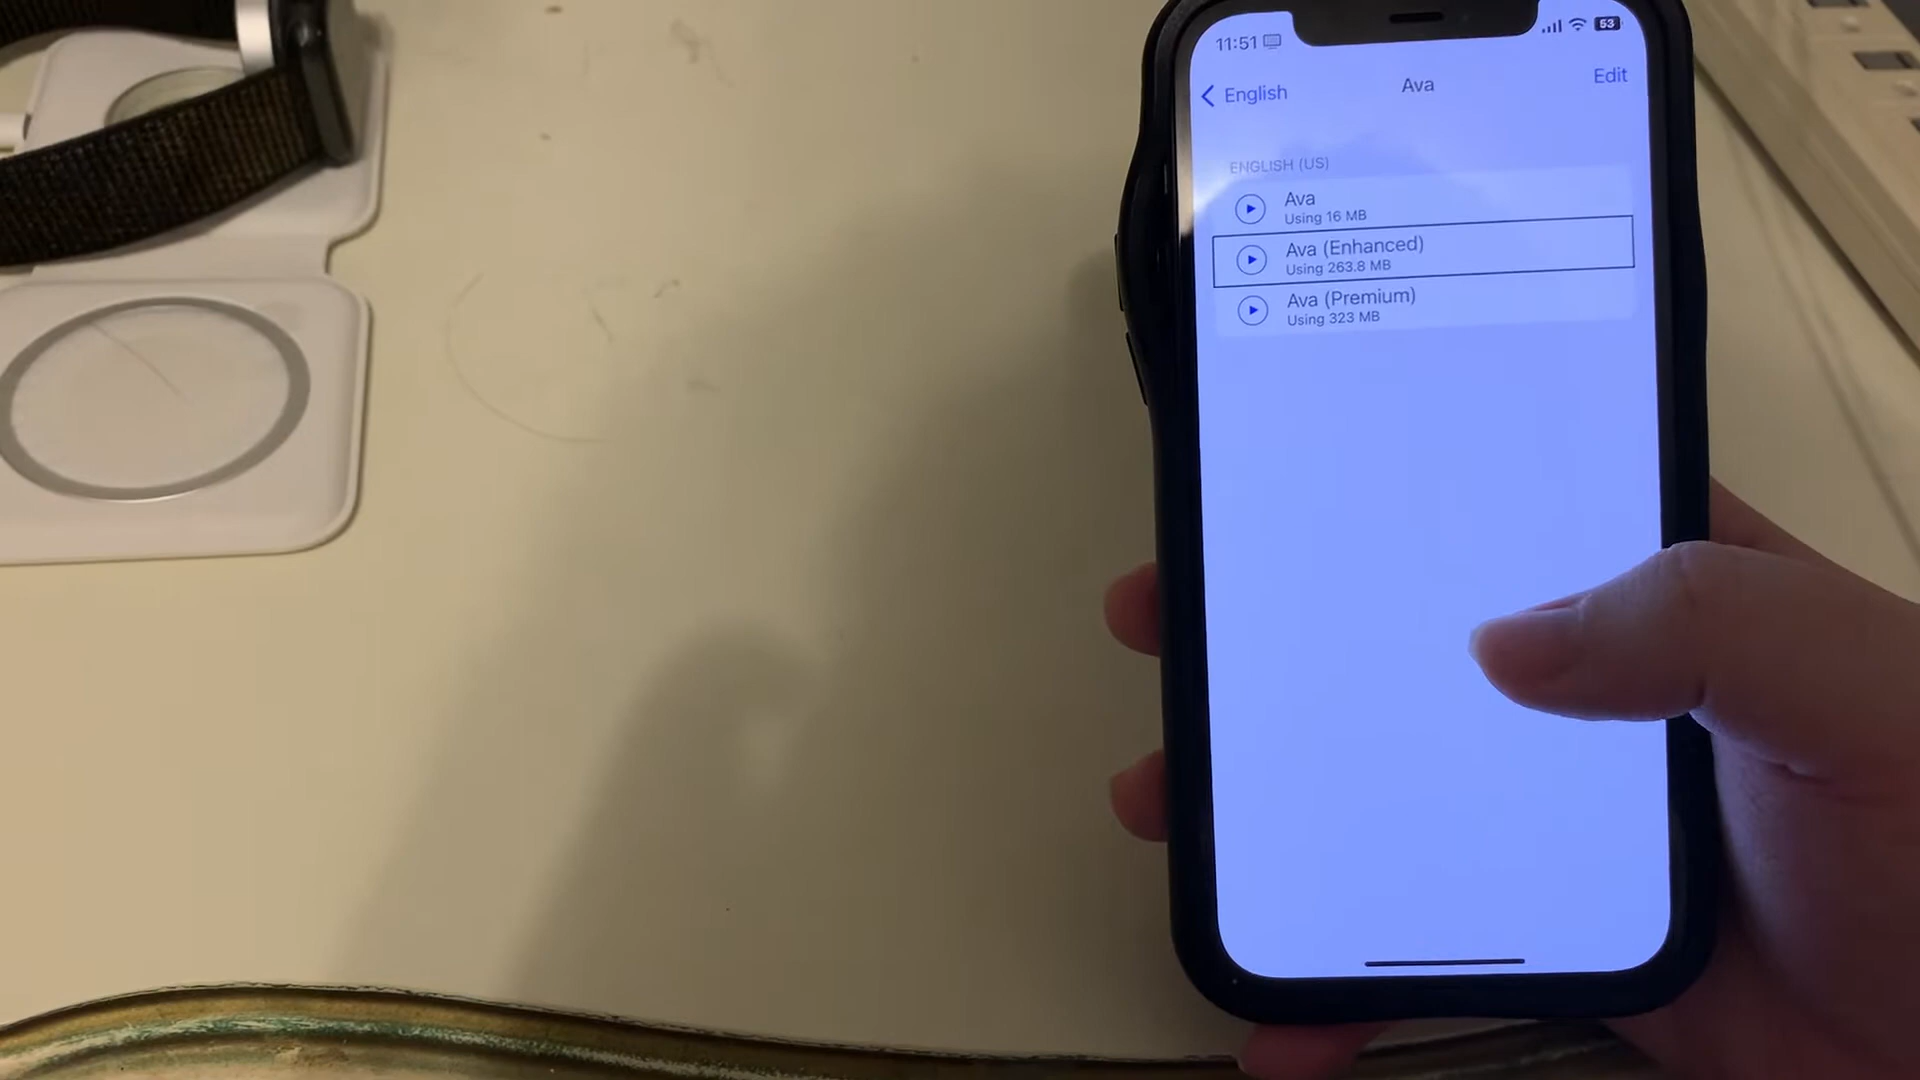 11:51
53
English
Ava
Edit
ENGLISH (US)
Ava
Using 16 MB
Ava (Enhanced)
Using 263.8 MB
Ava (Premium)
Using 323 MB